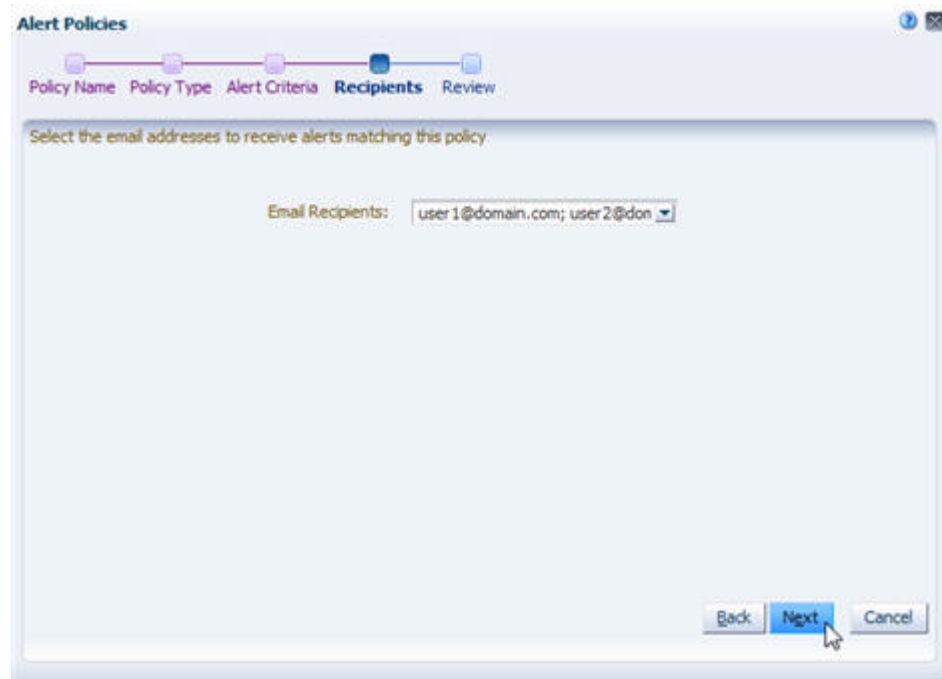 Alert Policies
Policy Name Policy Type Alert Criteria Recipients Review
Select the email addresses to receive alerts matching this policy
Email Recipients: user1@domain.com; user2@don
Back Next Cancel